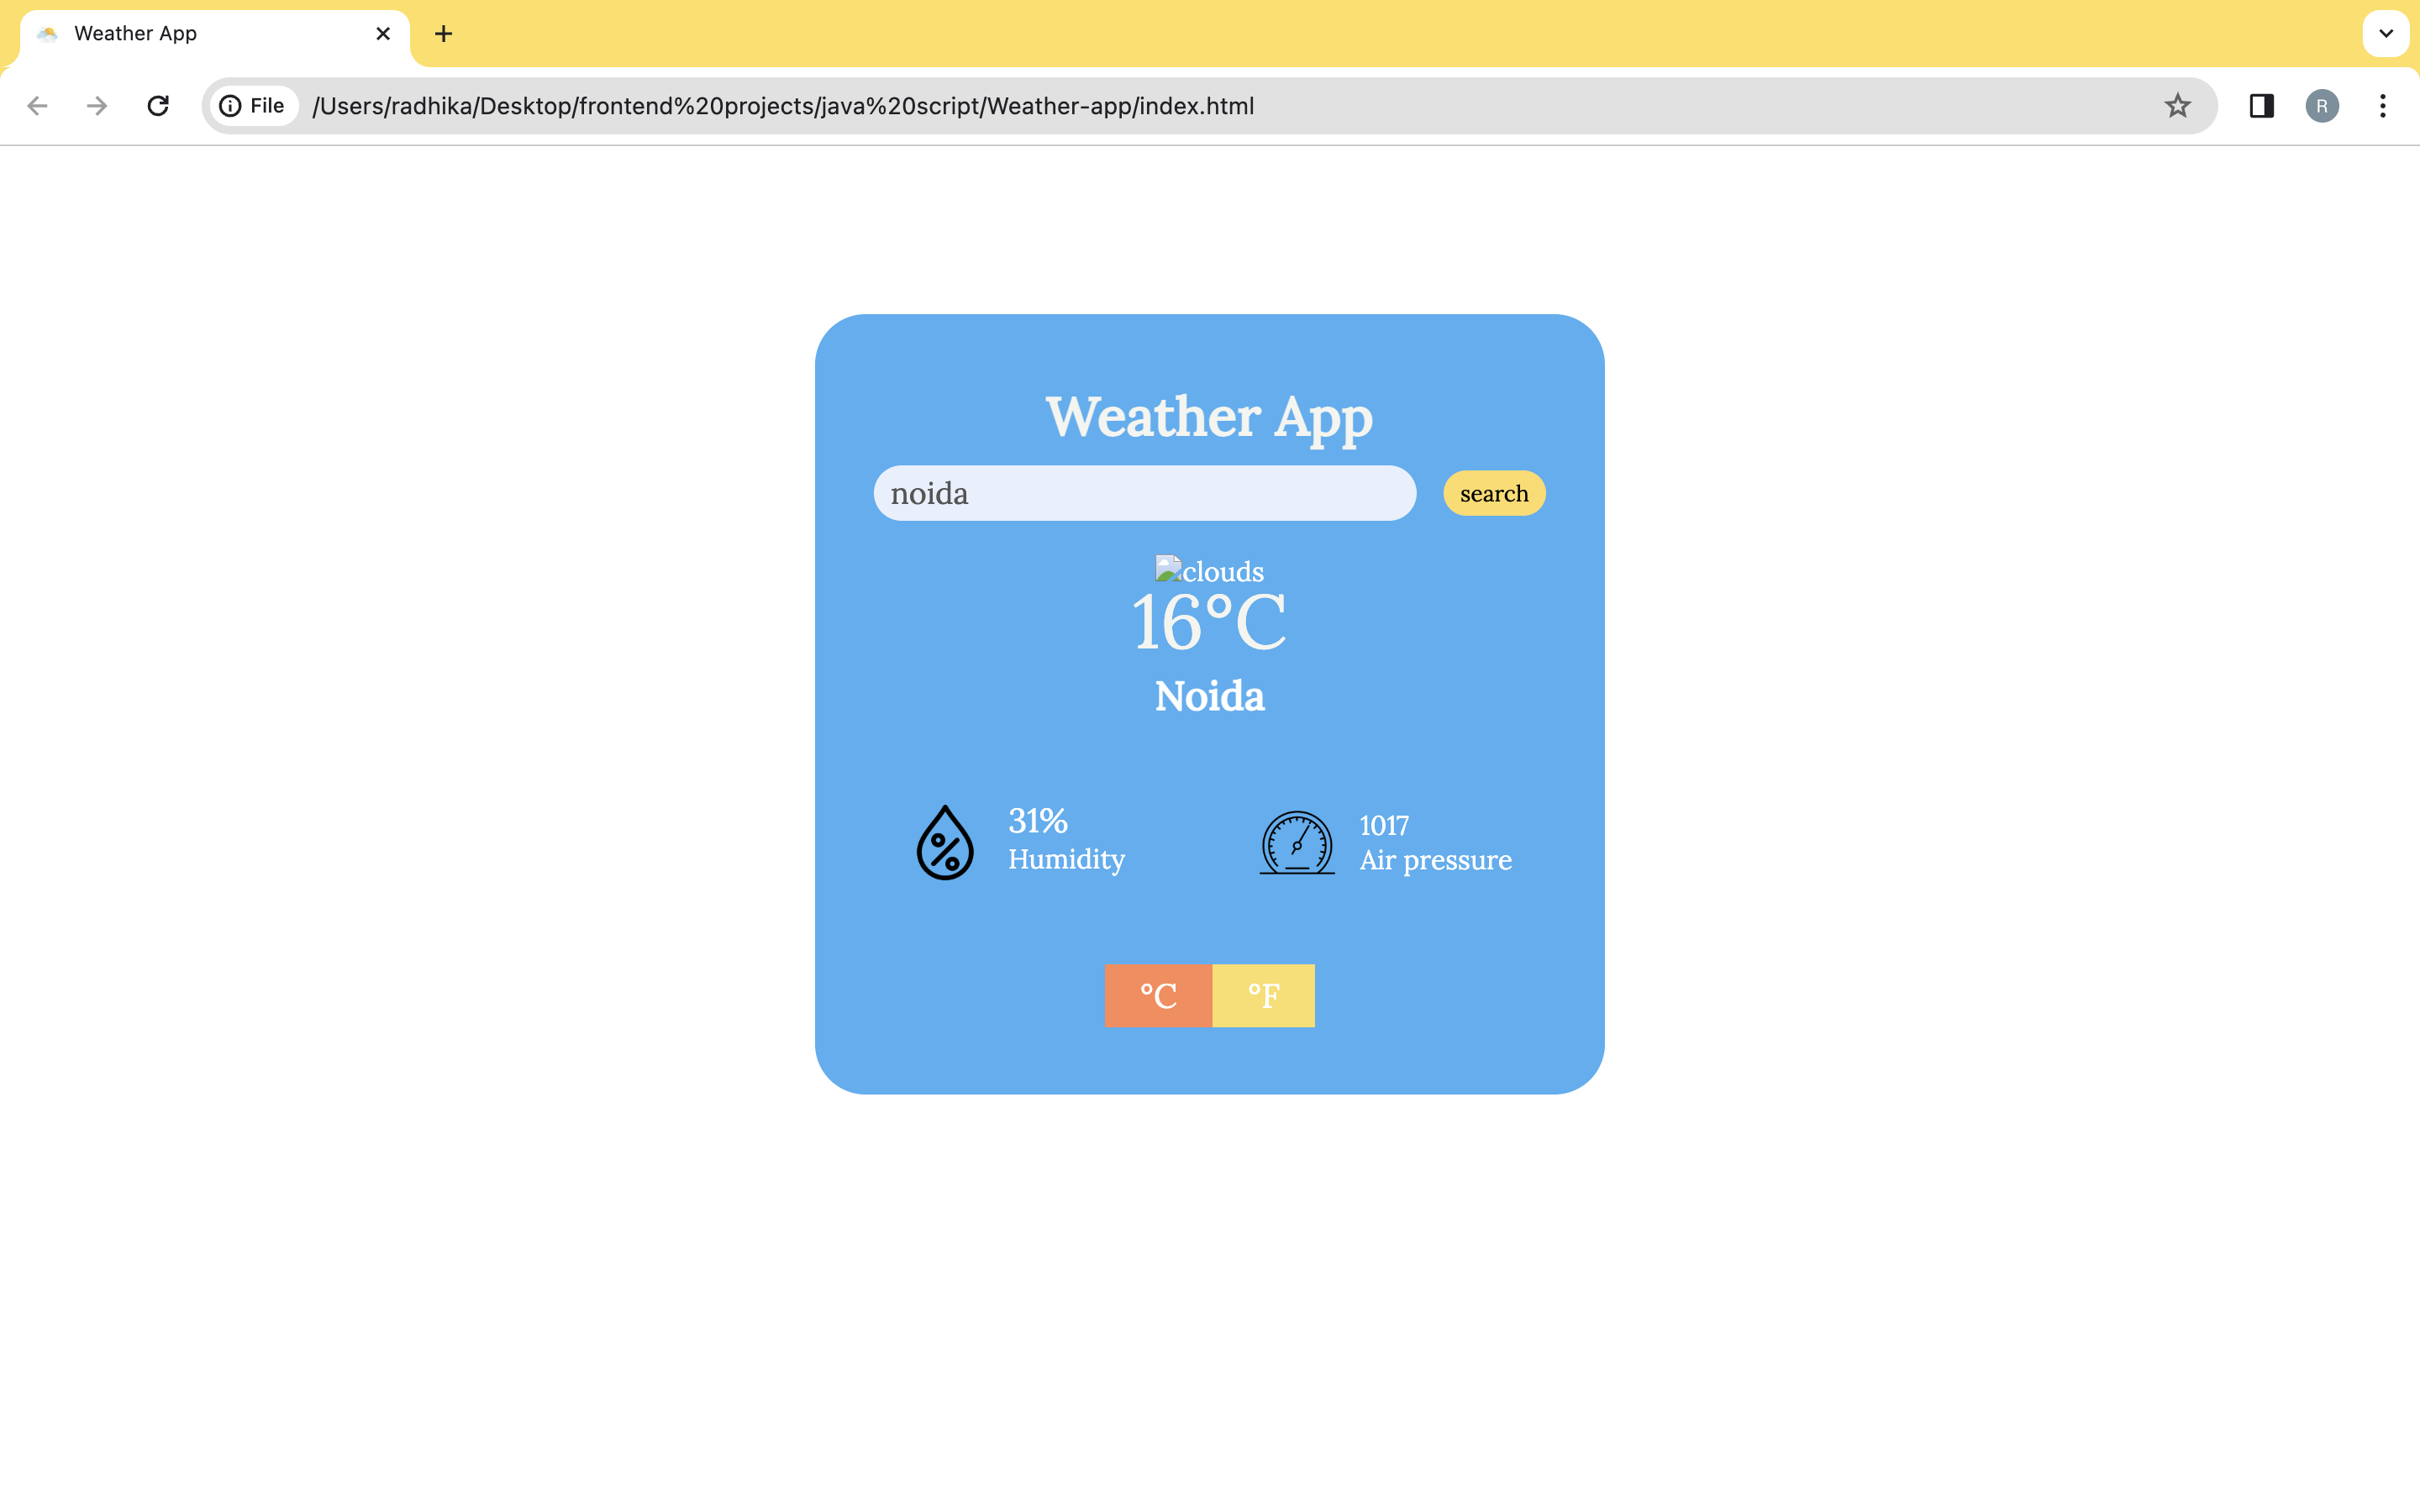 Weather App
File /Users/radhika/Desktop/frontend%20projects/java%20script/Weather-app/index.html
R
Weather App
noida
search
clouds
16°C
Noida
31%
Humidity
1017
Air pressure
°C
°F